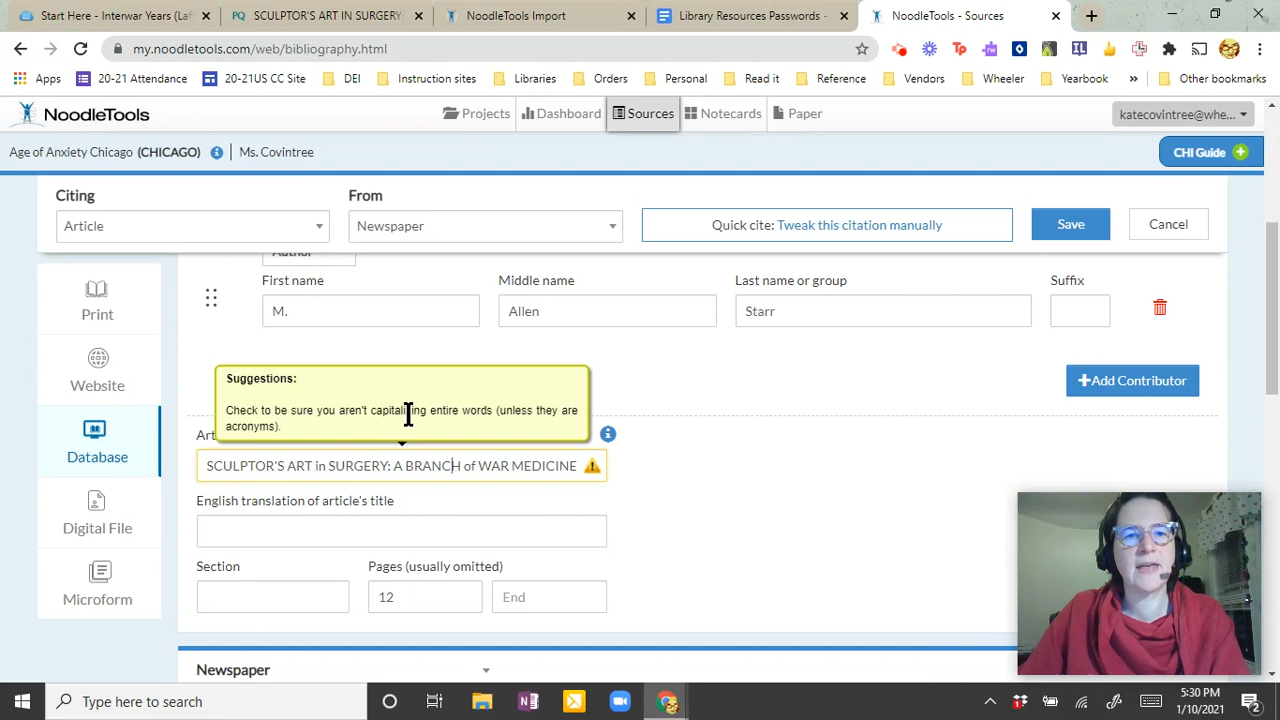 Start Here - Interwar Years (Lat
PQ SCULPTOR'S ART IN SURGERY:
NoodleTools Import
Library Resources Passwords -
NoodleTools - Sources
my.noodletools.com/web/bibliography.html
Apps
20-21 Attendance
20-21US CC Site
DEI
Instruction sites
Libraries
Orders
Personal
Read it
Reference
Vendors
Wheeler
Yearbook
»
Other bookmarks
NoodleTools
Projects
Dashboard
Sources
Notecards
Paper
katecovintree@whe...
Age of Anxiety Chicago (CHICAGO)
Ms. Covintree
CHI Guide
Citing
From
Article
Newspaper
Quick cite: Tweak this citation manually
Save
Cancel
Author
First name
Middle name
Last name or group
Suffix
M.
Allen
Starr
Print
Website
Database
Digital File
Microform
Add Contributor
Suggestions:
Check to be sure you aren't capitalizing entire words (unless they are
acronyms).
Art
SCULPTOR'S ART in SURGERY: A BRANCH of WAR MEDICINE
English translation of article's title
Section
Pages (usually omitted)
12
End
Newspaper
Type here to search
5:30 PM
1/10/2021
2